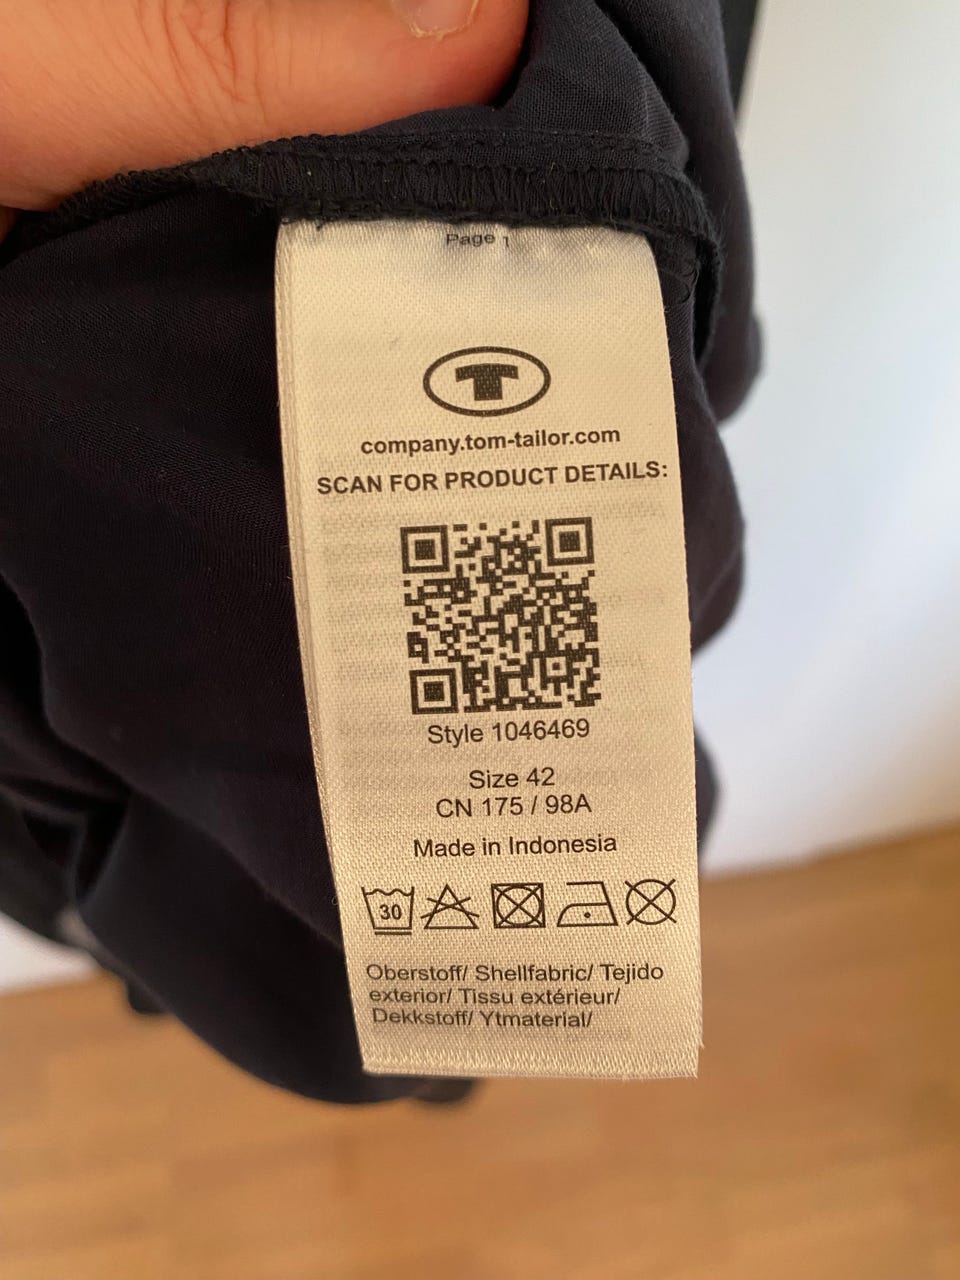 Page 1
T
company.tom-tailor.com
SCAN FOR PRODUCT DETAILS:
Style 1046469
Size 42
CN 175 / 98A
Made in Indonesia
30
Oberstoff/ Shellfabric/ Tejido
exterior/ Tissu extérieur/
Dekkstoff/ Ytmaterial/